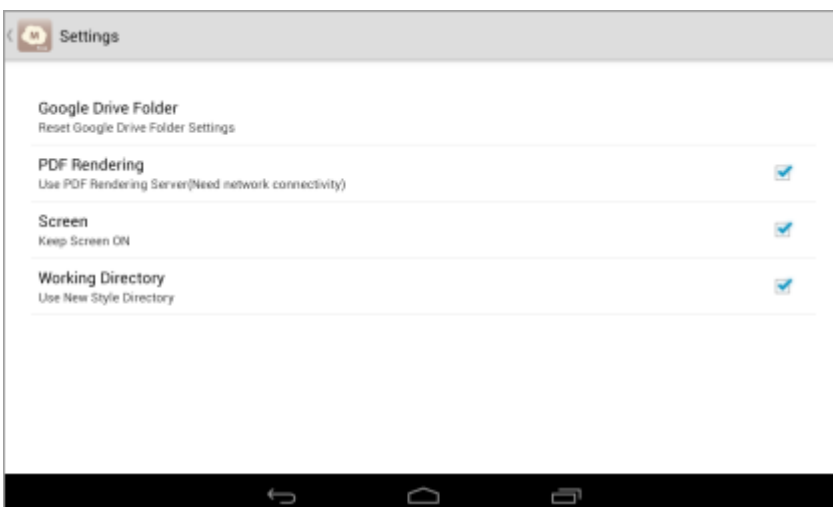 Settings
Google Drive Folder
Reset Google Drive Folder Settings
PDF Rendering
Use PDF Rendering Server(Need network connectivity)
Screen
Keep Screen ON
Working Directory
Use New Style Directory